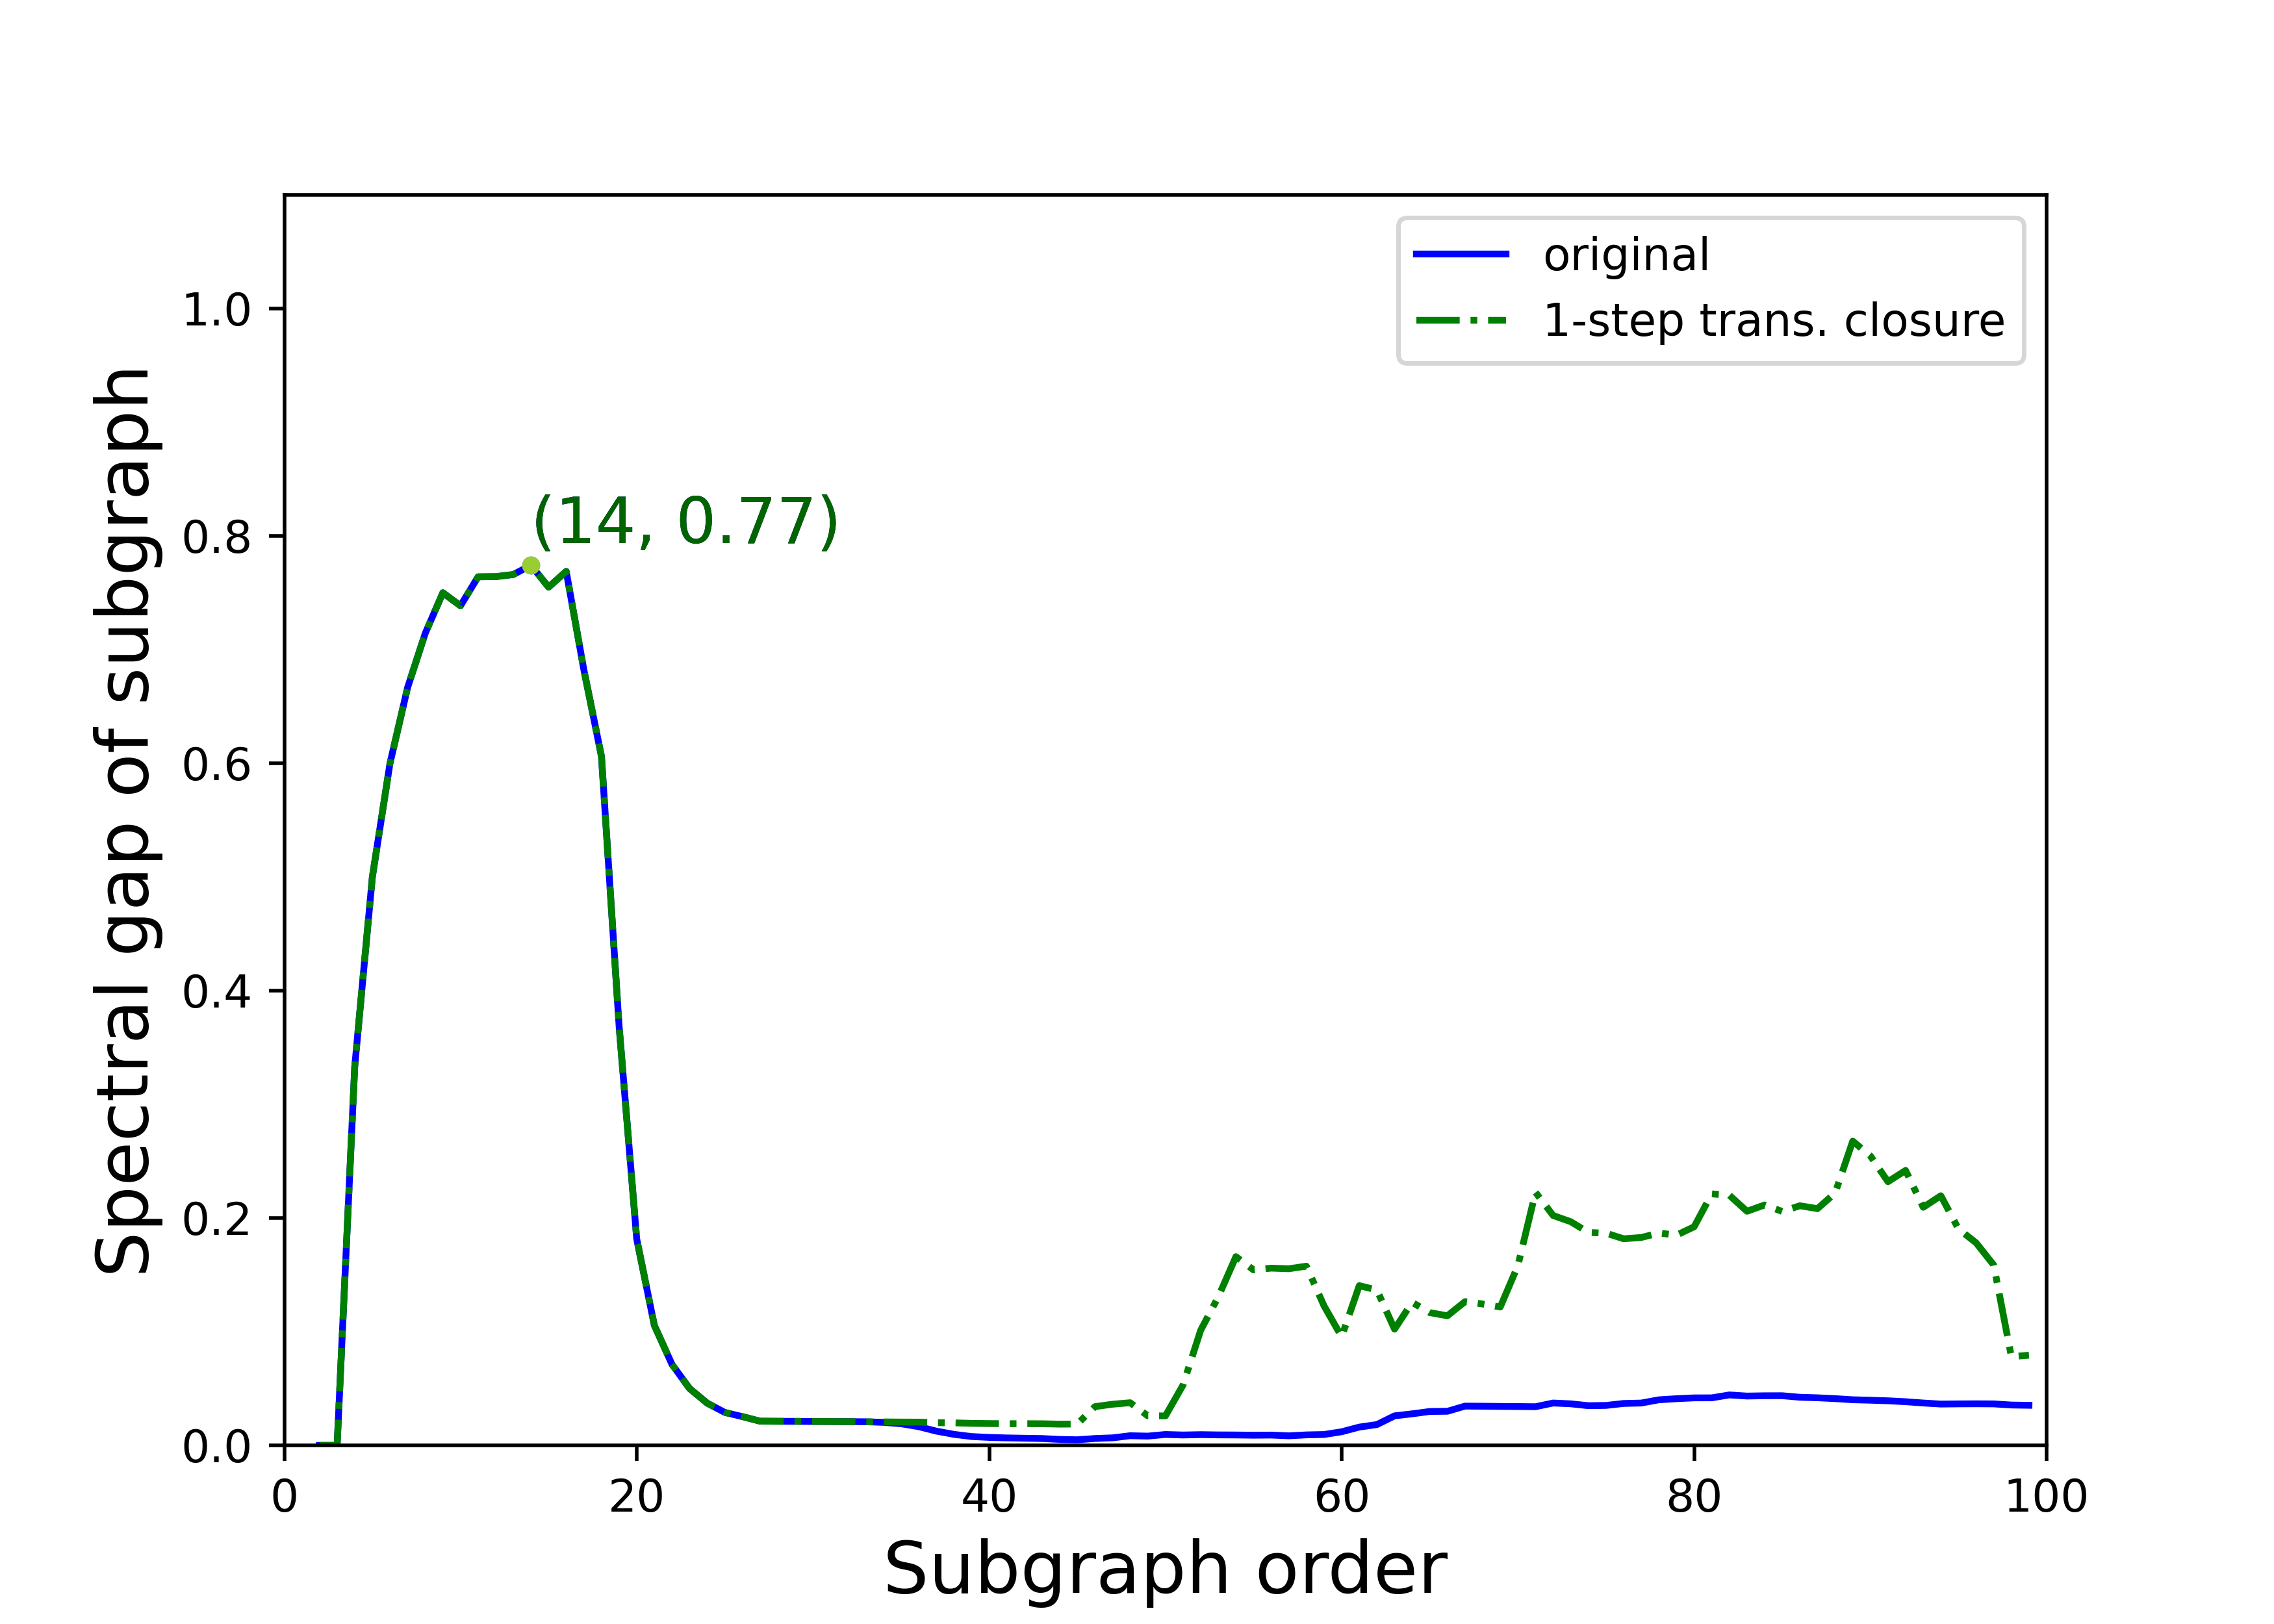 original
1-step trans. closure
(14, 0.77)
Spectral gap of subgraph
1.0
0.8
0.6
0.4
0.2
0.0
0 20 40 60 80 100
Subgraph order